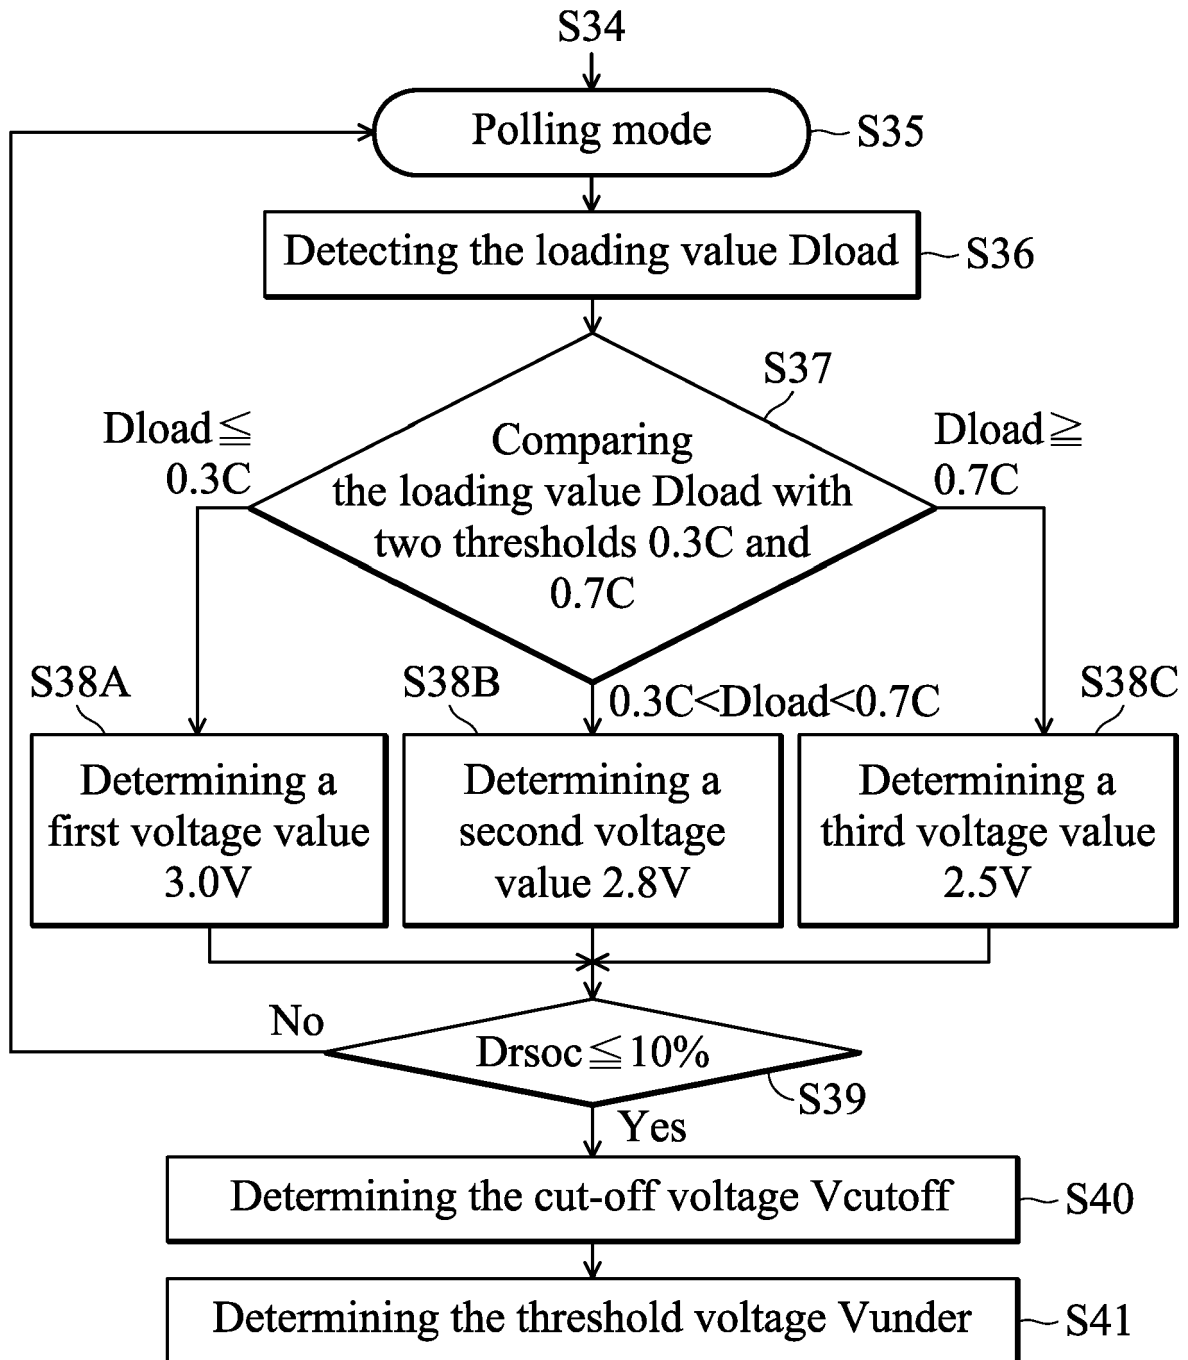 S34
Polling mode
S35
Detecting the loading value Dload
S36
S37
Dload≦
0.3C
Comparing
the loading value Dload with
two thresholds 0.3C and
0.7C
Dload≧
0.7C
S38A
S38B
0.3C<Dload<0.7C
S38C
Determining a
first voltage value
3.0V
Determining a
second voltage
value 2.8V
Determining a
third voltage value
2.5V
No
Drsoc≦10%
S39
Yes
Determining the cut-off voltage Vcutoff
S40
Determining the threshold voltage Vunder
S41